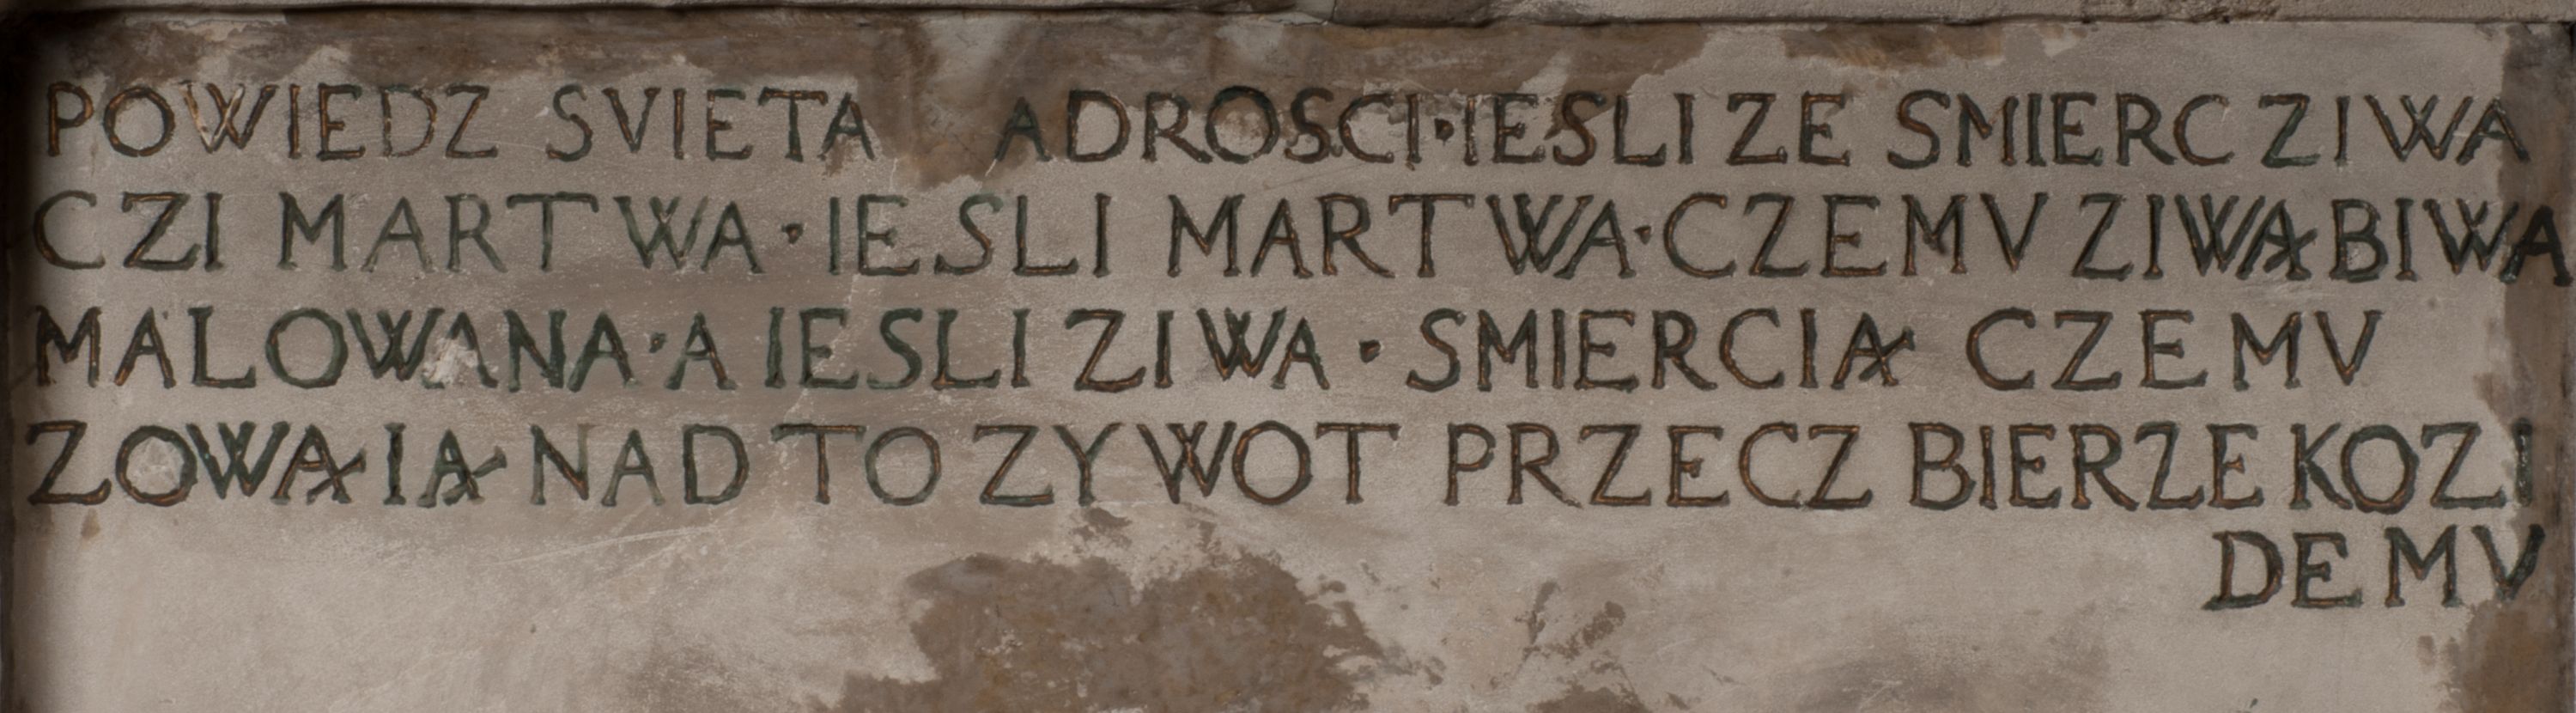 POWIEDZ SVIETA ADROSCI·IESLI ZE SMIERC ZIWA
CZI MARTWA·IESLI MARTWA·CZEMV ZIWĄ BIWA
MALOWANA·A IESLI ZIWA·SMIERCIĄ CZEMV
ZOWĄ IĄ NAD TO ZYWOT PRZECZ BIERZE KOZI
DEMV